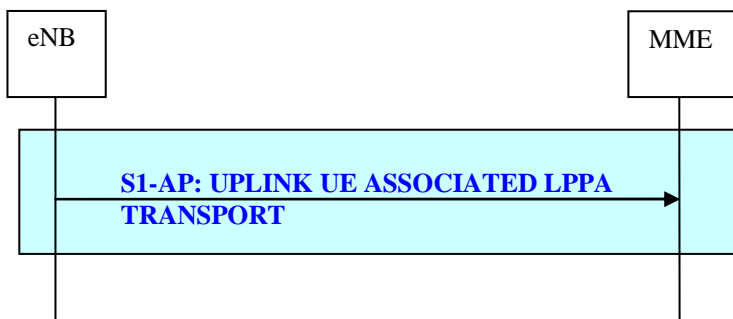 eNB
MME
S1-AP: UPLINK UE ASSOCIATED LPPA
TRANSPORT